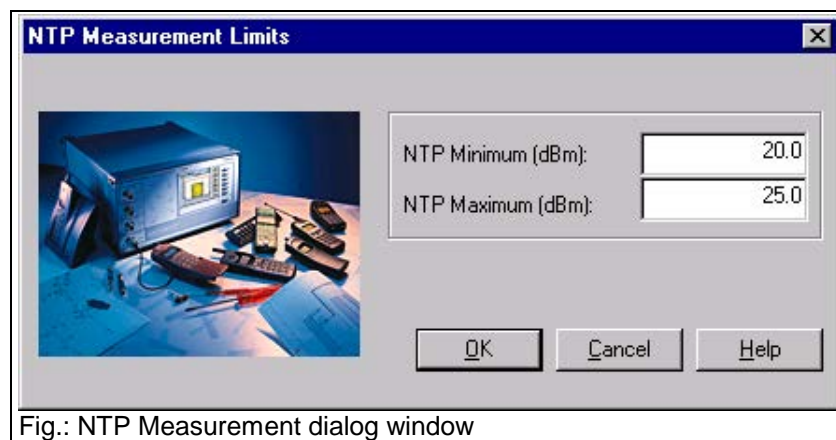 NTP Measurement Limits
NTP Minimum (dBm): 20.0
NTP Maximum (dBm): 25.0
OK Cancel Help
Fig.: NTP Measurement dialog window